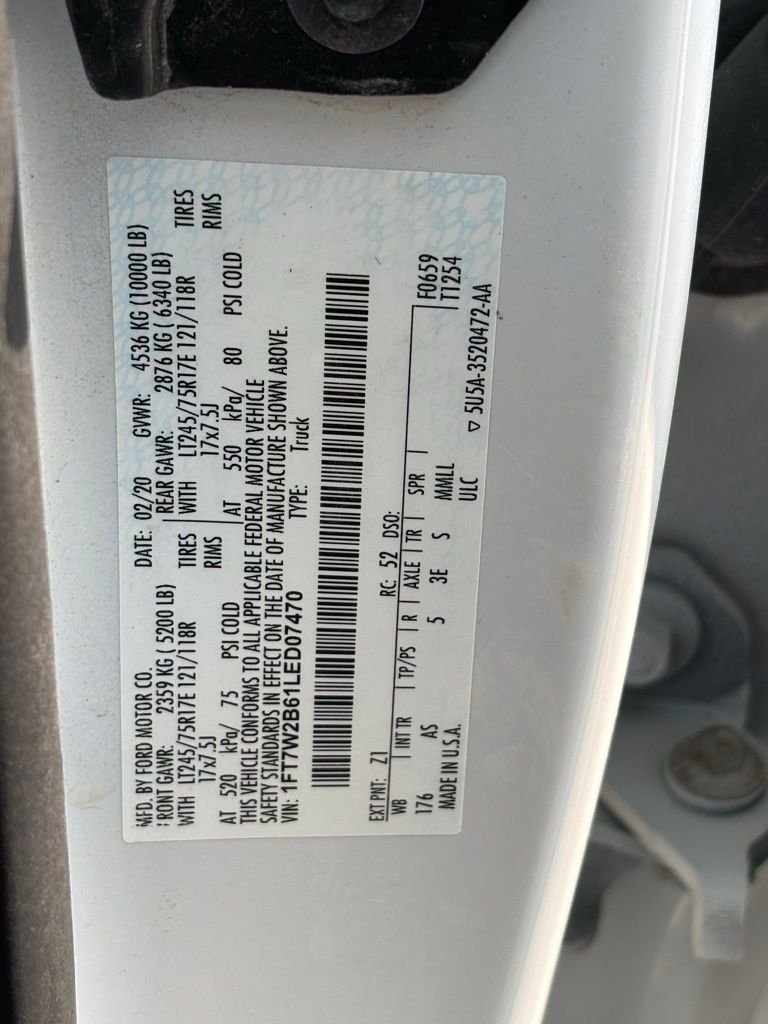 MFD. BY FORD MOTOR CO.
DATE: 02/20 GVWR: 4536 KG (10000 LB)
FRONT GAWR: 2359 KG ( 5200 LB) REAR GAWR: 2876 KG ( 6340 LB)
WITH LT245/75R17E 121/118R TIRES WITH LT245/75R17E 121/118R TIRES
17x7.5J RIMS 17x7.5J RIMS
AT 520 kPa/ 75 PSI COLD AT 550 kPa/ 80 PSI COLD
THIS VEHICLE CONFORMS TO ALL APPLICABLE FEDERAL MOTOR VEHICLE
SAFETY STANDARDS IN EFFECT ON THE DATE OF MANUFACTURE SHOWN ABOVE.
VIN: 1FT7W2B61LED07470 TYPE: Truck
EXT PNT: Z1 RC: 52 DSO:
WB INT TR TP/PS R AXLE TR SPR F0659
176 AS 5 3E S MMLL T1254
MADE IN U.S.A. ULC
▽ 5U5A-3520472-AA